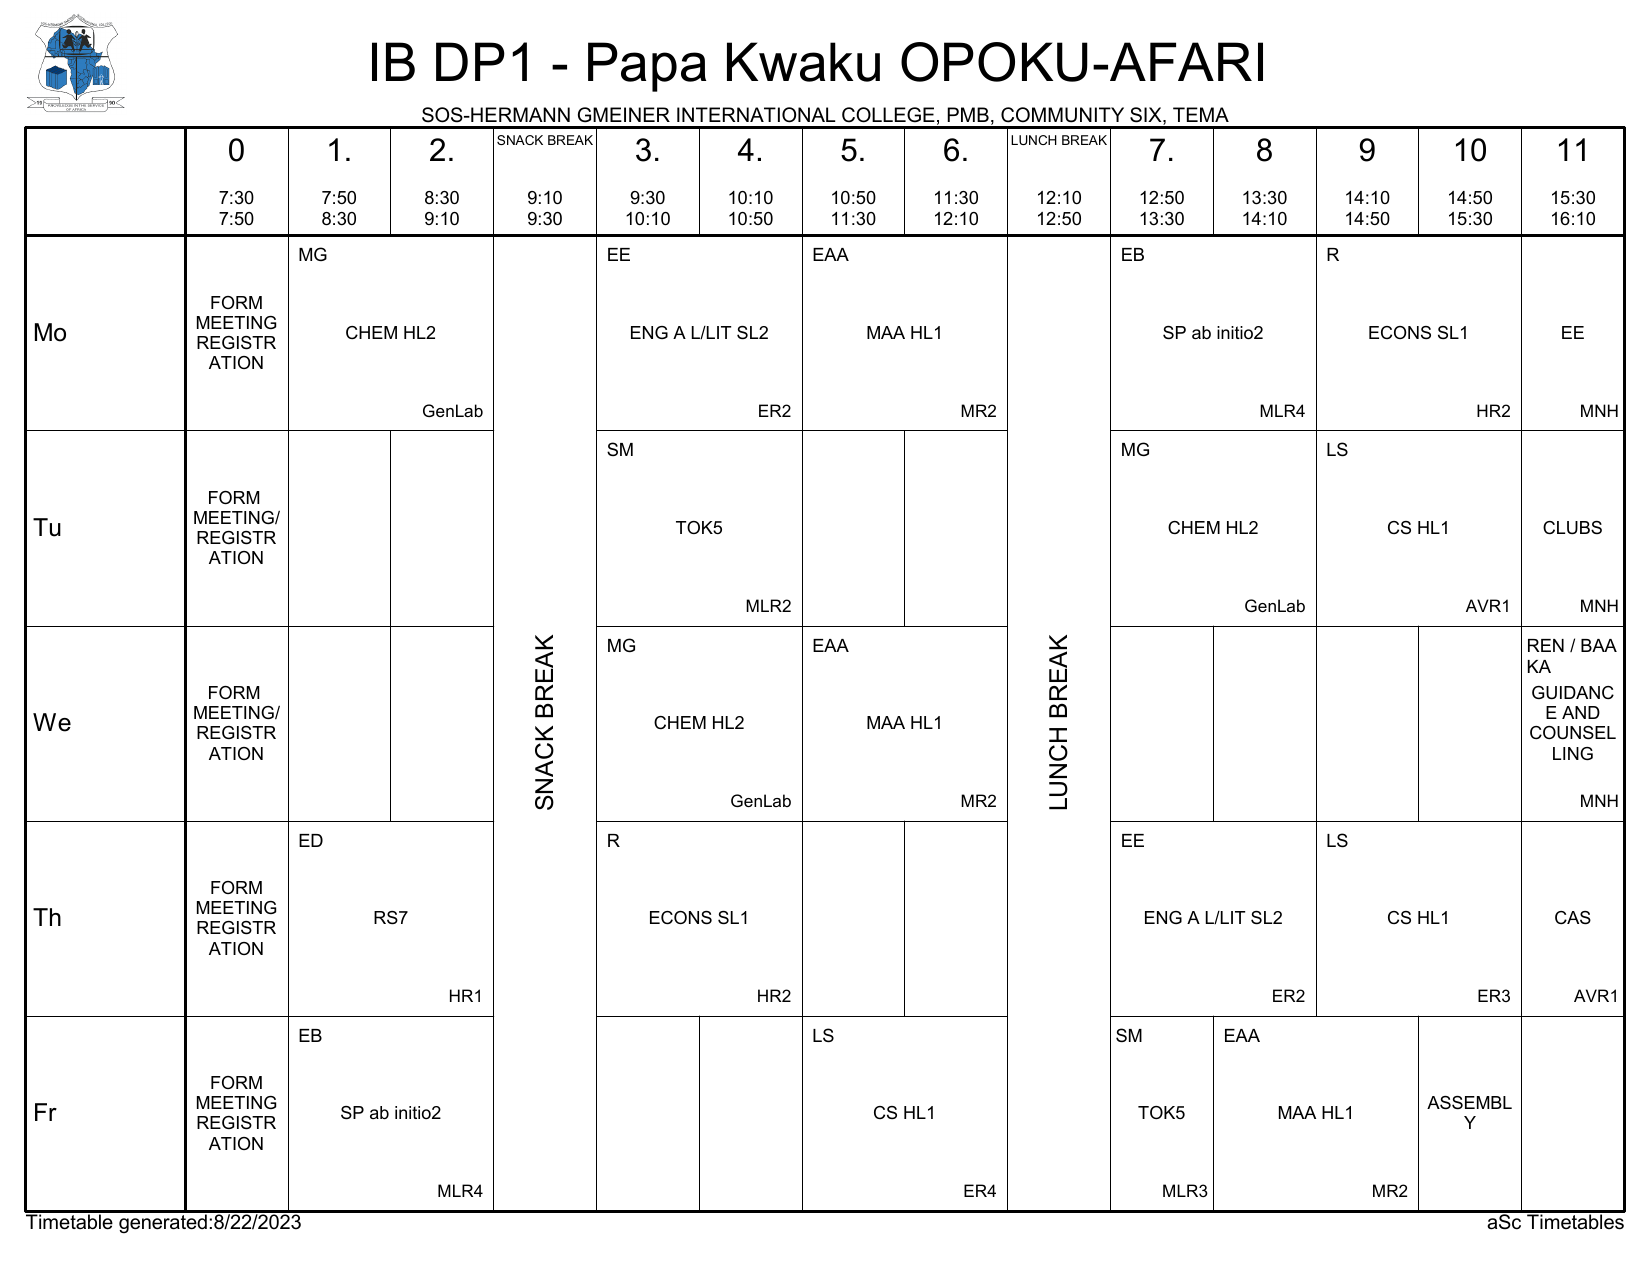 IB DP1 - Papa Kwaku OPOKU-AFARI
SOS-HERMANN GMEINER INTERNATIONAL COLLEGE, PMB, COMMUNITY SIX, TEMA
KNOWLEDGE IN THE SERVICE
OF AFRICA
19 90
0 1. 2. SNACK BREAK 3. 4. 5. 6. LUNCH BREAK 7. 8 9 10 11
7:30 7:50 8:30 9:10 9:30 10:10 10:50 11:30 12:10 12:50 13:30 14:10 14:50 15:30
7:50 8:30 9:10 9:30 10:10 10:50 11:30 12:10 12:50 13:30 14:10 14:50 15:30 16:10
Mo
FORM
MEETING
REGISTR
ATION
MG
CHEM HL2
GenLab
EE
ENG A L/LIT SL2
ER2
EAA
MAA HL1
MR2
EB
SP ab initio2
MLR4
R
ECONS SL1
HR2
EE
MNH
Tu
FORM
MEETING/
REGISTR
ATION
SM
TOK5
MLR2
MG
CHEM HL2
GenLab
LS
CS HL1
AVR1
CLUBS
MNH
SNACK BREAK
LUNCH BREAK
We
FORM
MEETING/
REGISTR
ATION
MG
CHEM HL2
GenLab
EAA
MAA HL1
MR2
REN / BAA
KA
GUIDANC
E AND
COUNSEL
LING
MNH
Th
FORM
MEETING
REGISTR
ATION
ED
RS7
HR1
R
ECONS SL1
HR2
EE
ENG A L/LIT SL2
ER2
LS
CS HL1
ER3
CAS
AVR1
Fr
FORM
MEETING
REGISTR
ATION
EB
SP ab initio2
MLR4
LS
CS HL1
ER4
SM
TOK5
MLR3
EAA
MAA HL1
MR2
ASSEMBL
Y
Timetable generated:8/22/2023
aSc Timetables